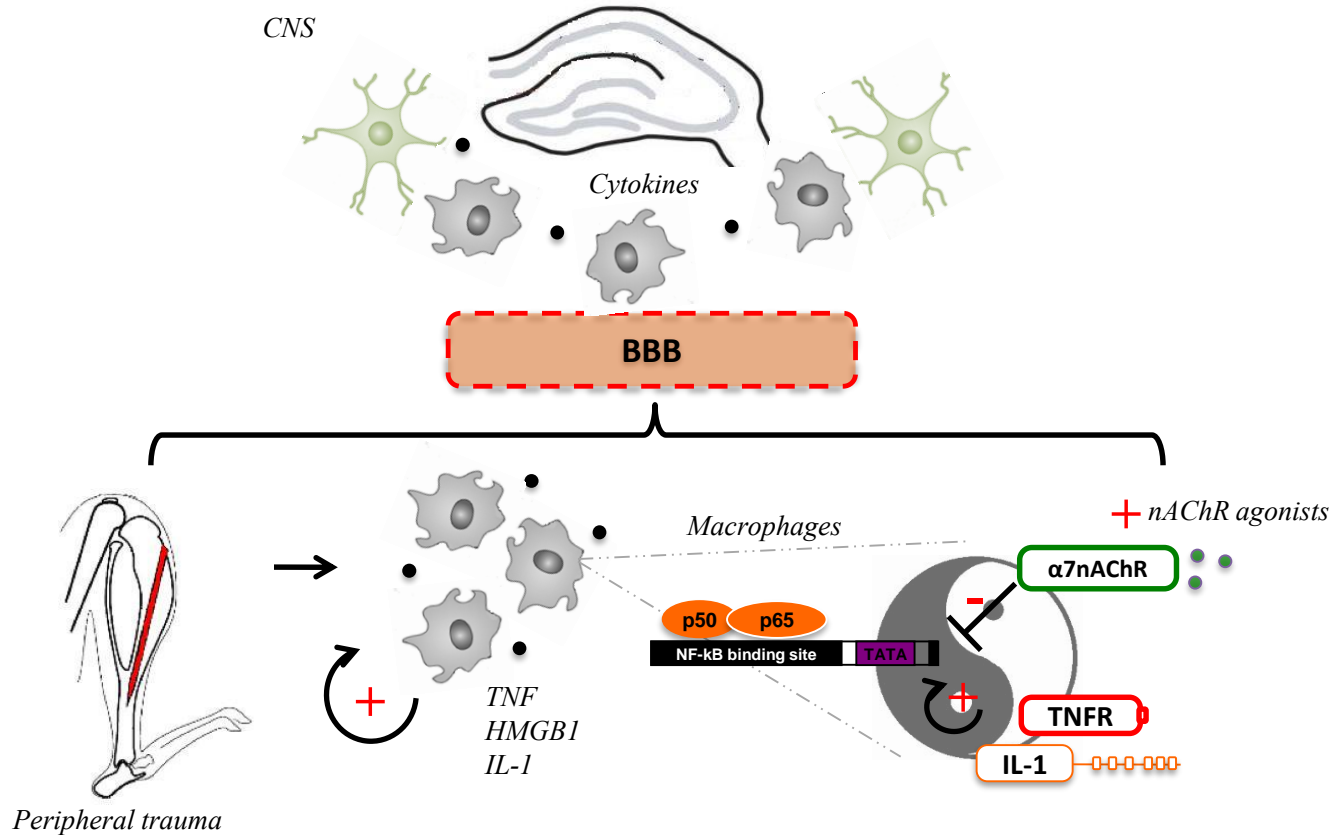 CNS
Cytokines
BBB
+ nAChR agonists
Macrophages
α7nAChR
-
p50
p65
NF-kB binding site
TATA
+
+
TNF
HMGB1
IL-1
TNFR
IL-1
Peripheral trauma